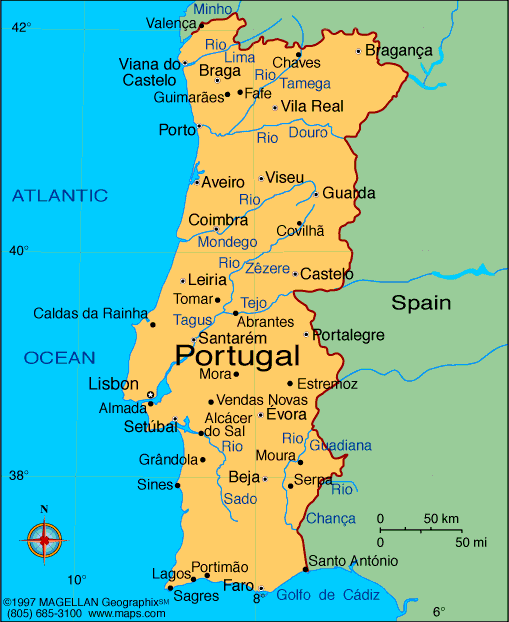 Minho
42°
Valença
Rio
Lima
Bragança
Chaves
Viana do
Castelo
Braga
Rio
Tamega
Guimarães
Fafe
Vila Real
Porto
Rio
Douro
ATLANTIC
Aveiro
Viseu
Rio
Guarda
Coimbra
Covilhã
Mondego
40°
Rio
Zêzere
Castelo
Leiria
Tomar
Tejo
Spain
Caldas da Rainha
Tagus
Abrantes
Santarém
Portalegre
OCEAN
Portugal
Mora
Lisbon
Estremoz
Almada
Vendas Novas
Setúbal
Alcácer
do Sal
Évora
Rio
Rio
Guadiana
Grândola
Moura
38°
Beja
Serpa
Rio
Sines
Sado
Chança
N
0
50 km
0
50 mi
Santo António
10°
Lagos
Portimão
Faro
8°
Golfo de Cádiz
Sagres
6°
©1997 MAGELLAN Geographix℠
(805) 685-3100 www.maps.com